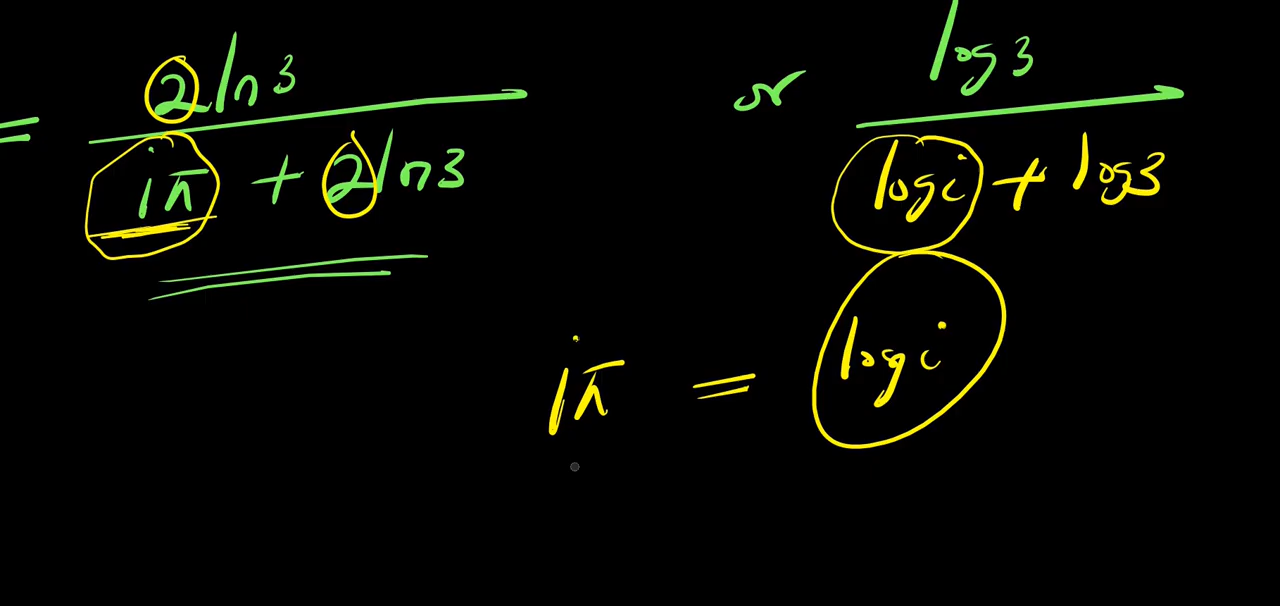 = 2ln3 / iπ + 2ln3 or log3 / logi + log3
iπ = logi